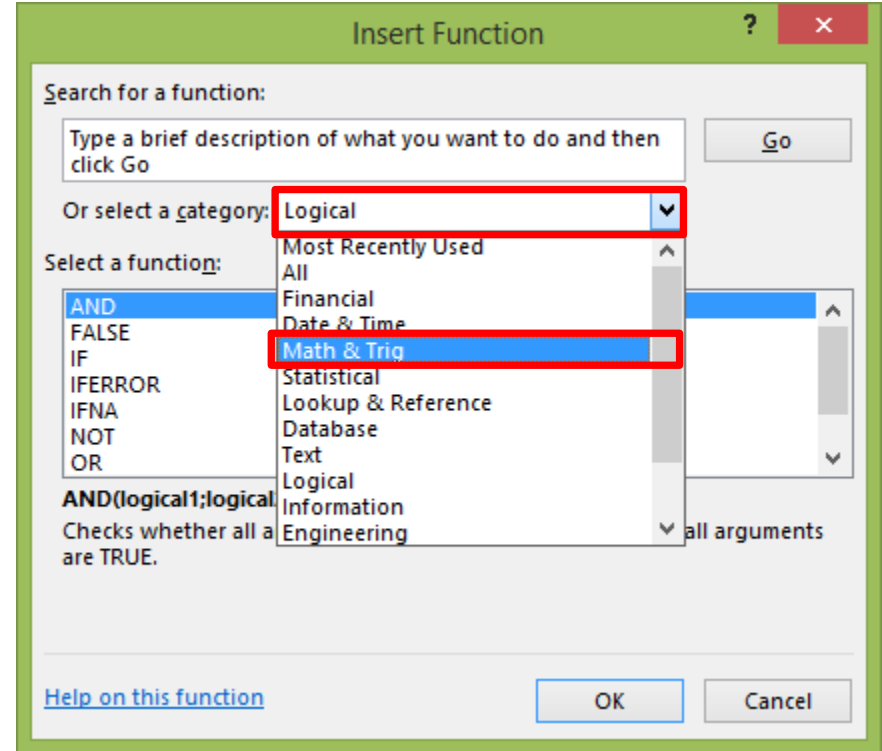 Insert Function
?
×
Search for a function:
Type a brief description of what you want to do and then
click Go
Go
Or select a category: Logical
Most Recently Used
All
Financial
Date & Time
Math & Trig
Statistical
Lookup & Reference
Database
Text
Logical
Information
Engineering
Select a function:
AND
FALSE
IF
IFERROR
IFNA
NOT
OR
AND(logical1;logical
Checks whether all a all arguments
are TRUE.
Help on this function
OK
Cancel